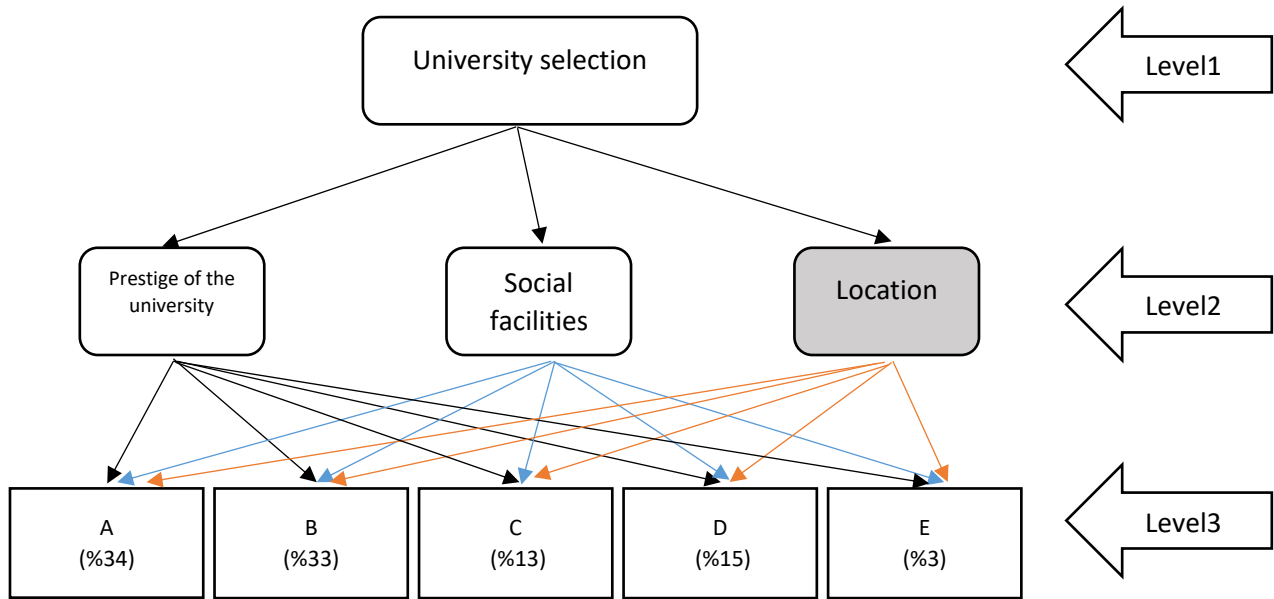 University selection
Level1
Prestige of the
university
Social
facilities
Location
Level2
A
(%34)
B
(%33)
C
(%13)
D
(%15)
E
(%3)
Level3